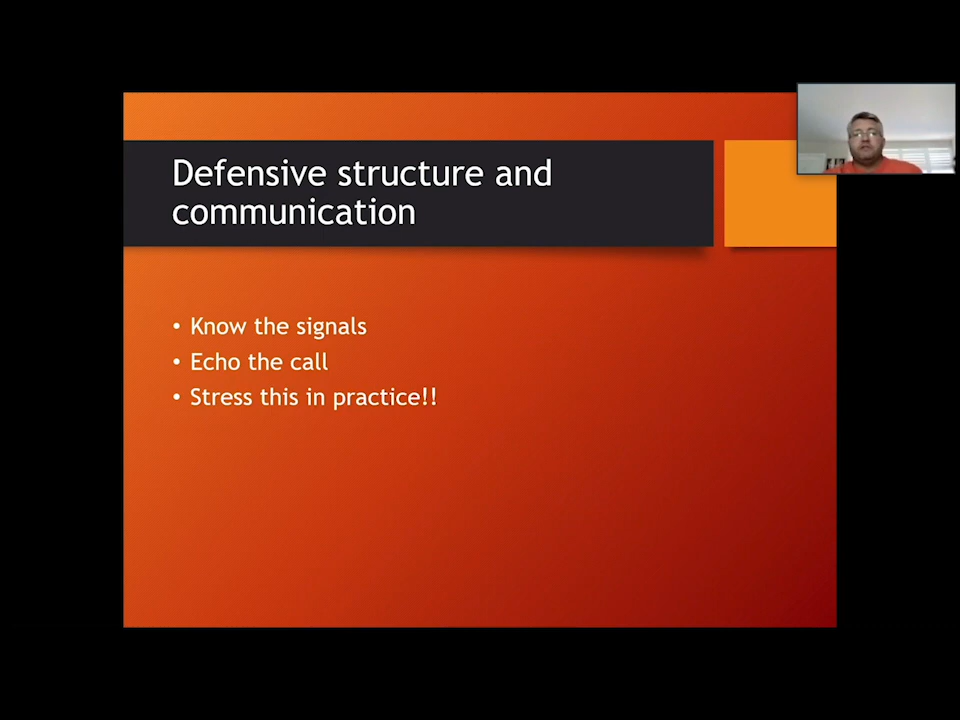 Defensive structure and
communication
• Know the signals
• Echo the call
• Stress this in practice!!